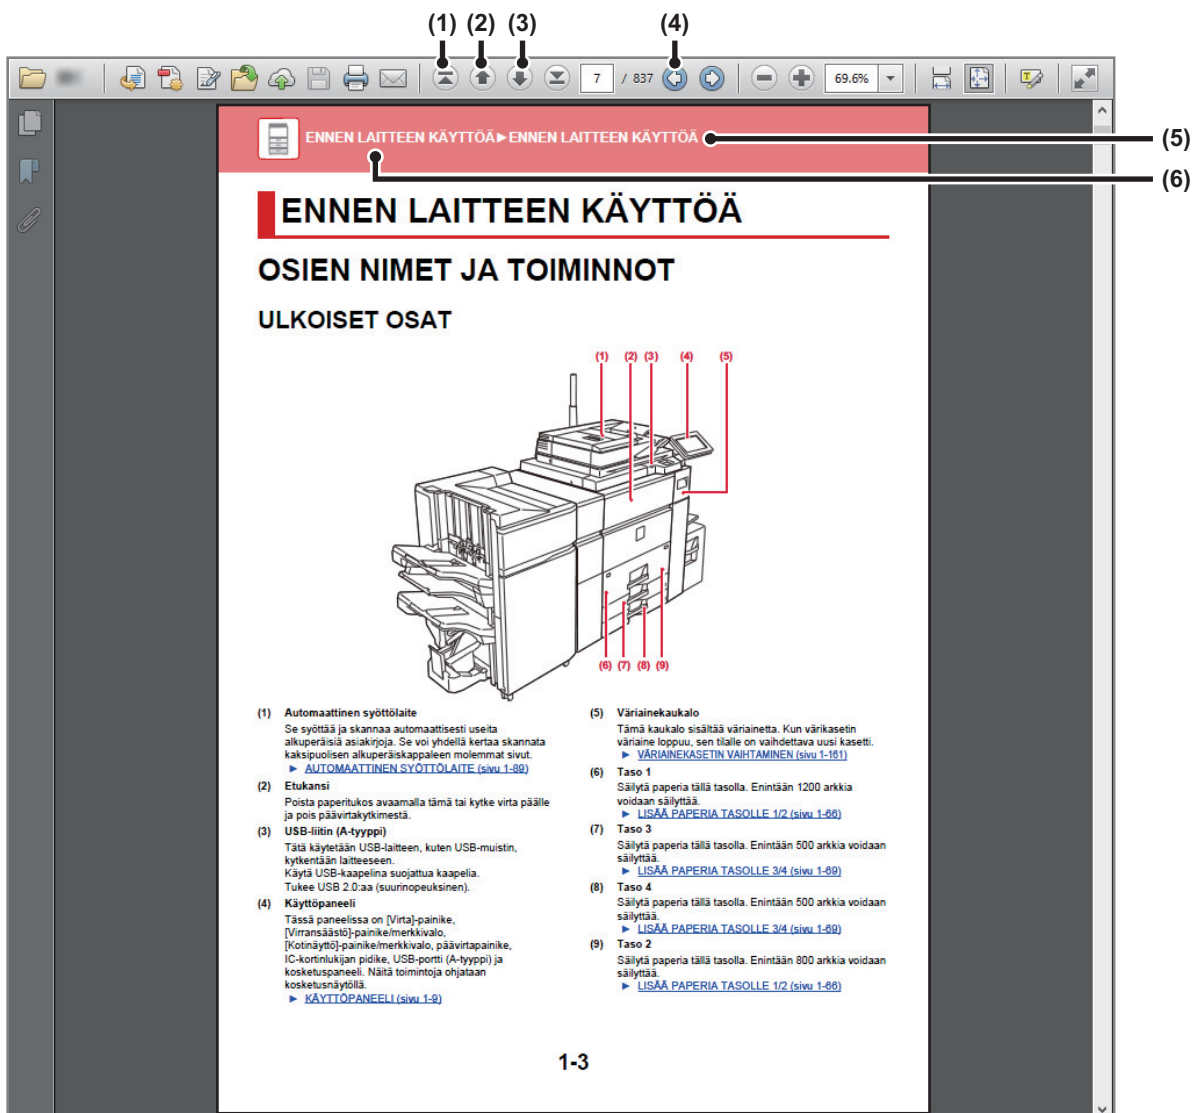 (1) (2) (3) (4)
7 / 837 69.6%
(5)
(6)
ENNEN LAITTEEN KÄYTTÖÄ►ENNEN LAITTEEN KÄYTTÖÄ
ENNEN LAITTEEN KÄYTTÖÄ
OSIEN NIMET JA TOIMINNOT
ULKOISET OSAT
(1) (2) (3) (4) (5)
(6) (7) (8) (9)
(1) Automaattinen syöttölaite
Se syöttää ja skannaa automaattisesti useita
alkuperäisiä asiakirjoja. Se voi yhdellä kertaa skannata
kaksipuolisen alkuperäiskappaleen molemmat sivut.
► AUTOMAATTINEN SYÖTTÖLAITE (sivu 1-89)
(2) Etukansi
Poista paperitukos avaamalla tämä tai kytke virta päälle
ja pois päävirtakytkimestä.
(3) USB-liitin (A-tyyppi)
Tätä käytetään USB-laitteen, kuten USB-muistin,
kytkentään laitteeseen.
Käytä USB-kaapelina suojattua kaapelia.
Tukee USB 2.0:aa (suurinopeuksinen).
(4) Käyttöpaneeli
Tässä paneelissa on [Virta]-painike,
[Virransäästö]-painike/merkkivalo,
[Kotinäyttö]-painike/merkkivalo, päävirtapainike,
IC-kortinlukijan pidike, USB-portti (A-tyyppi) ja
kosketuspaneeli. Näitä toimintoja ohjataan
kosketusnäytöllä.
► KÄYTTÖPANEELI (sivu 1-9)
(5) Väriainekaukalo
Tämä kaukalo sisältää väriainetta. Kun värikasetin
väriaine loppuu, sen tilalle on vaihdettava uusi kasetti.
► VÄRIAINEKASETIN VAIHTAMINEN (sivu 1-161)
(6) Taso 1
Säilytä paperia tällä tasolla. Enintään 1200 arkkia
voidaan säilyttää.
► LISÄÄ PAPERIA TASOLLE 1/2 (sivu 1-66)
(7) Taso 3
Säilytä paperia tällä tasolla. Enintään 500 arkkia voidaan
säilyttää.
► LISÄÄ PAPERIA TASOLLE 3/4 (sivu 1-69)
(8) Taso 4
Säilytä paperia tällä tasolla. Enintään 500 arkkia voidaan
säilyttää.
► LISÄÄ PAPERIA TASOLLE 3/4 (sivu 1-69)
(9) Taso 2
Säilytä paperia tällä tasolla. Enintään 800 arkkia voidaan
säilyttää.
► LISÄÄ PAPERIA TASOLLE 1/2 (sivu 1-66)
1-3